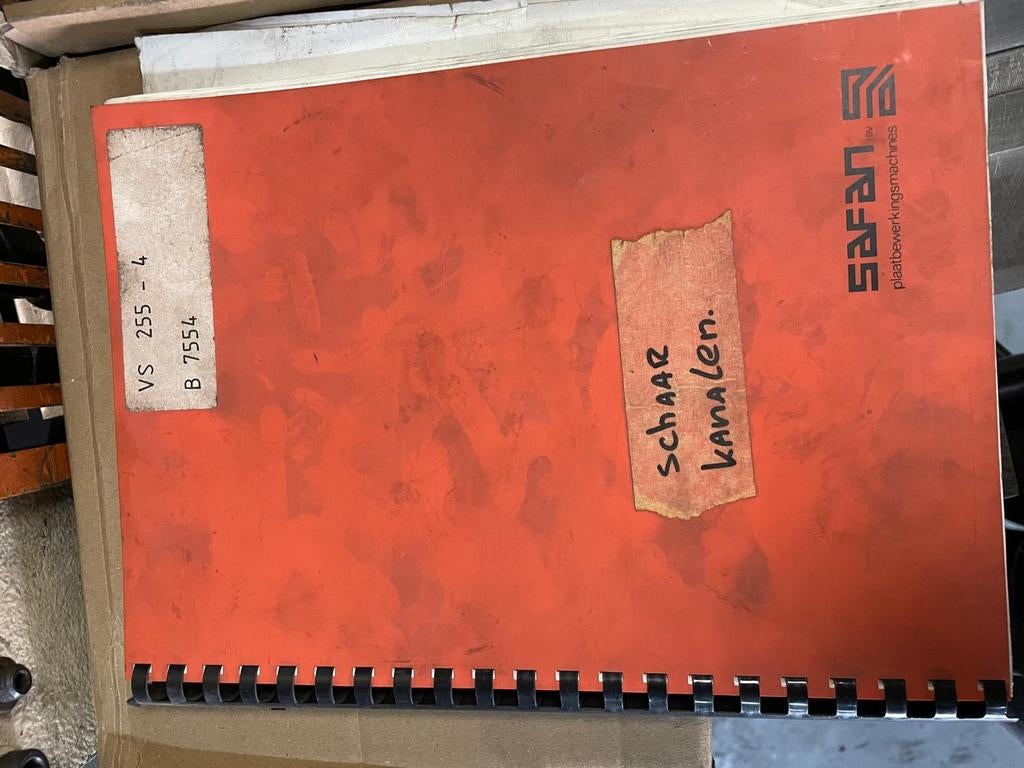 VS 255 - 4
B 7554
schaar
kanalen.
SAFAN BV
plaatbewerkingsmachines